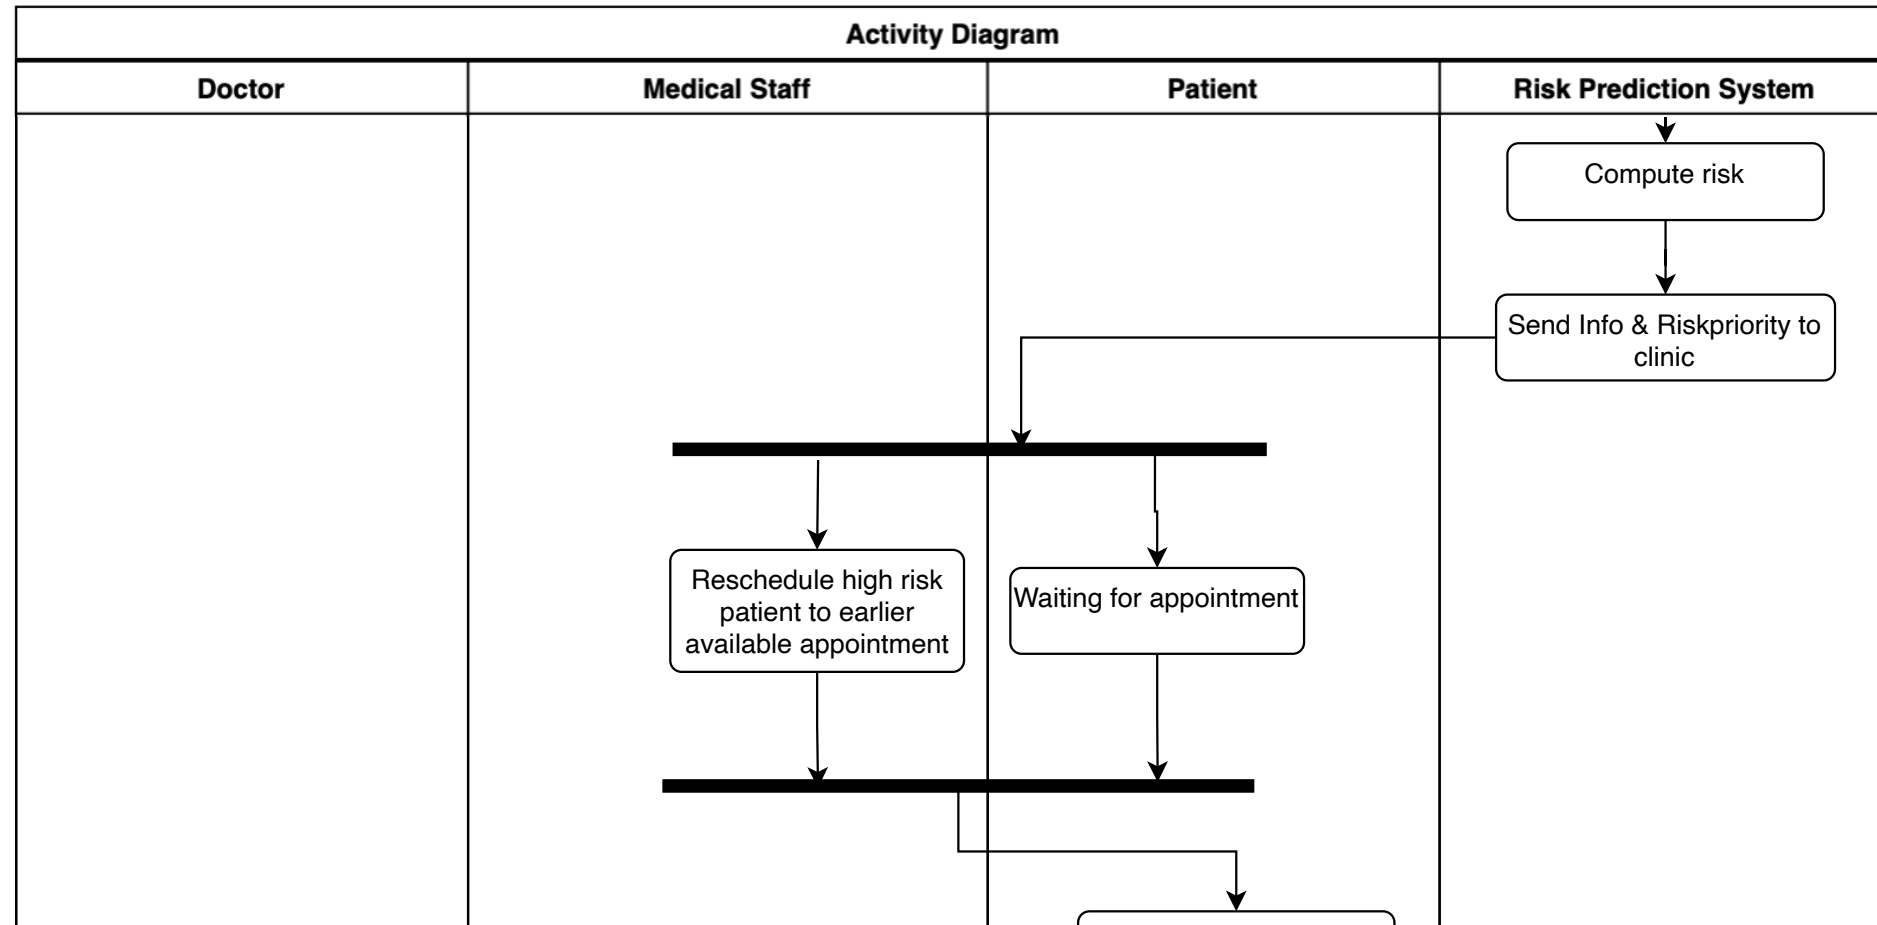 Activity Diagram
Doctor
Medical Staff
Patient
Risk Prediction System
Compute risk
Send Info & Riskpriority to
clinic
Reschedule high risk
patient to earlier
available appointment
Waiting for appointment